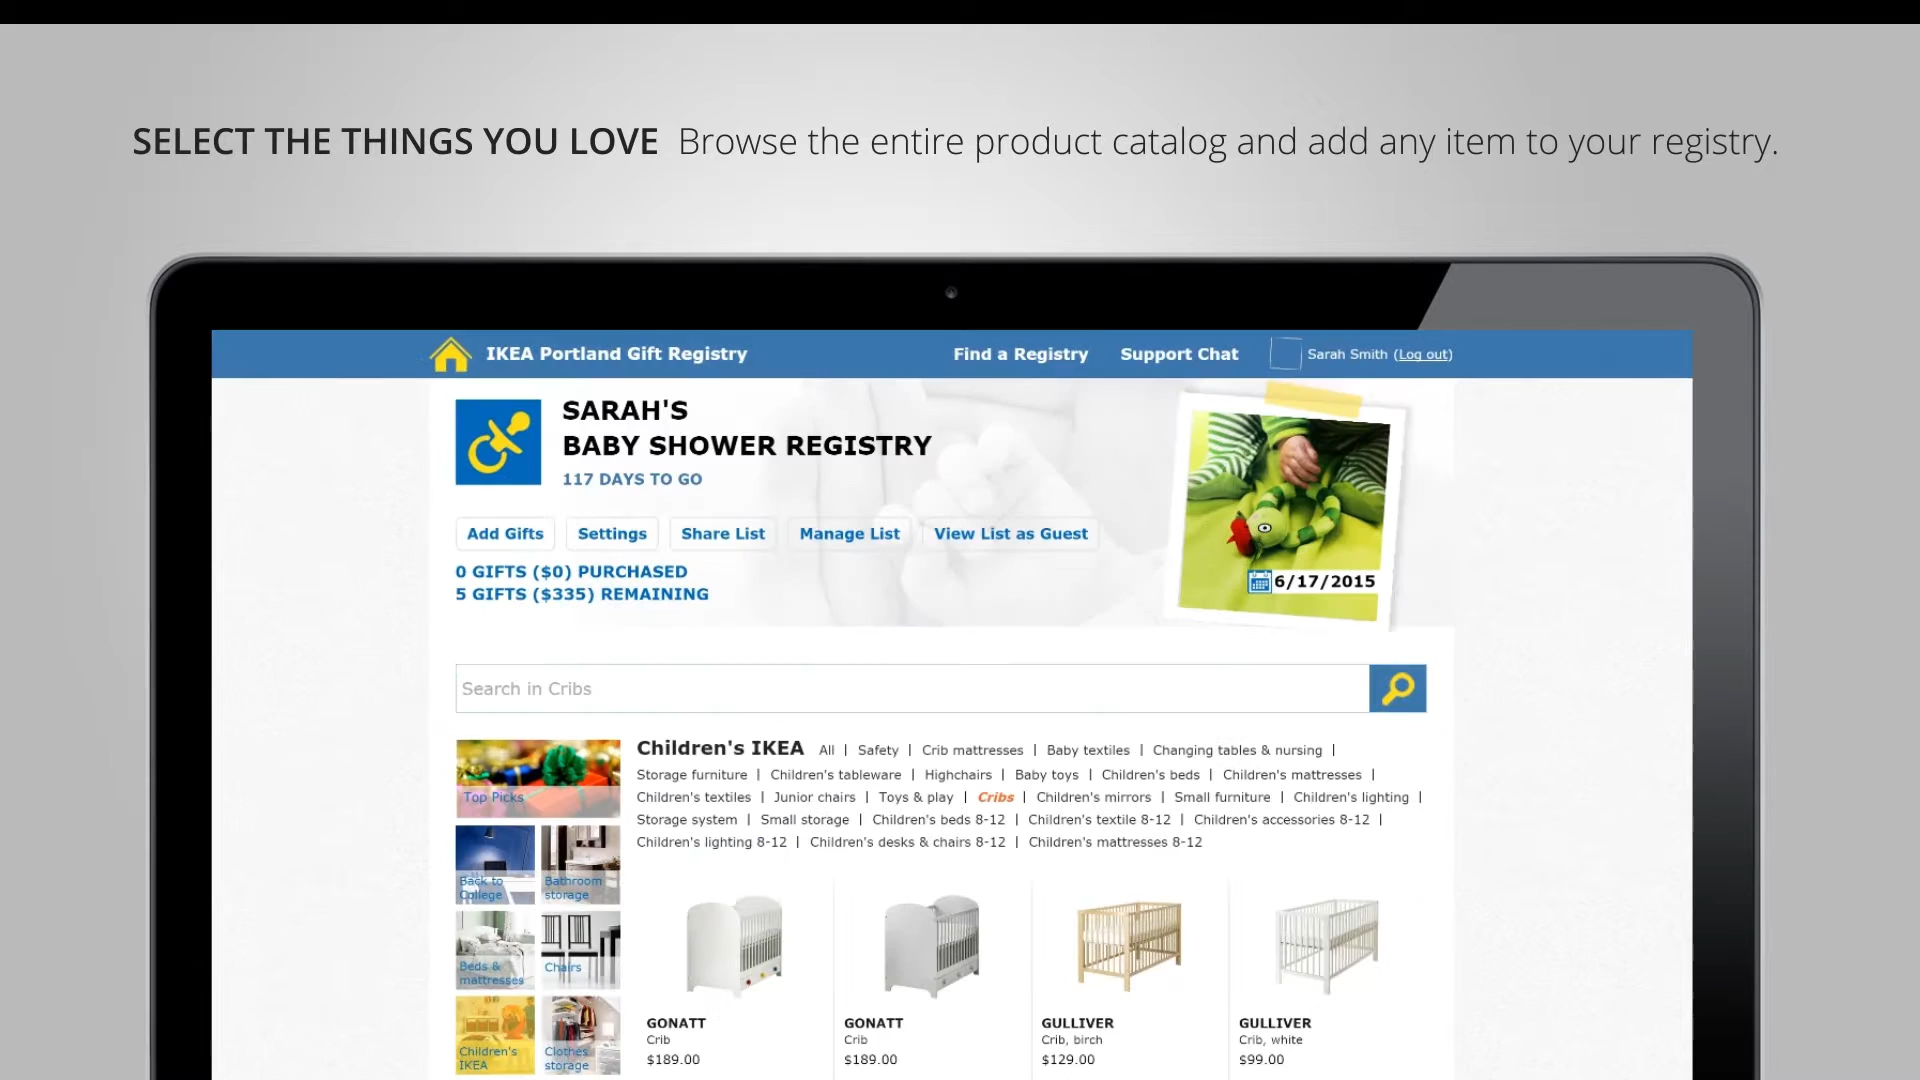 SELECT THE THINGS YOU LOVE Browse the entire product catalog and add any item to your registry.
IKEA Portland Gift Registry Find a Registry Support Chat Sarah Smith (Log out)
SARAH'S
BABY SHOWER REGISTRY
117 DAYS TO GO
Add Gifts Settings Share List Manage List View List as Guest
0 GIFTS ($0) PURCHASED
5 GIFTS ($335) REMAINING
6/17/2015
Search in Cribs
Top Picks
Back to
College
Bathroom
storage
Beds &
mattresses
Chairs
Children's
IKEA
Clothes
storage
Children's IKEA All | Safety | Crib mattresses | Baby textiles | Changing tables & nursing |
Storage furniture | Children's tableware | Highchairs | Baby toys | Children's beds | Children's mattresses |
Children's textiles | Junior chairs | Toys & play | Cribs | Children's mirrors | Small furniture | Children's lighting |
Storage system | Small storage | Children's beds 8-12 | Children's textile 8-12 | Children's accessories 8-12 |
Children's lighting 8-12 | Children's desks & chairs 8-12 | Children's mattresses 8-12
GONATT
Crib
$189.00
GONATT
Crib
$189.00
GULLIVER
Crib, birch
$129.00
GULLIVER
Crib, white
$99.00